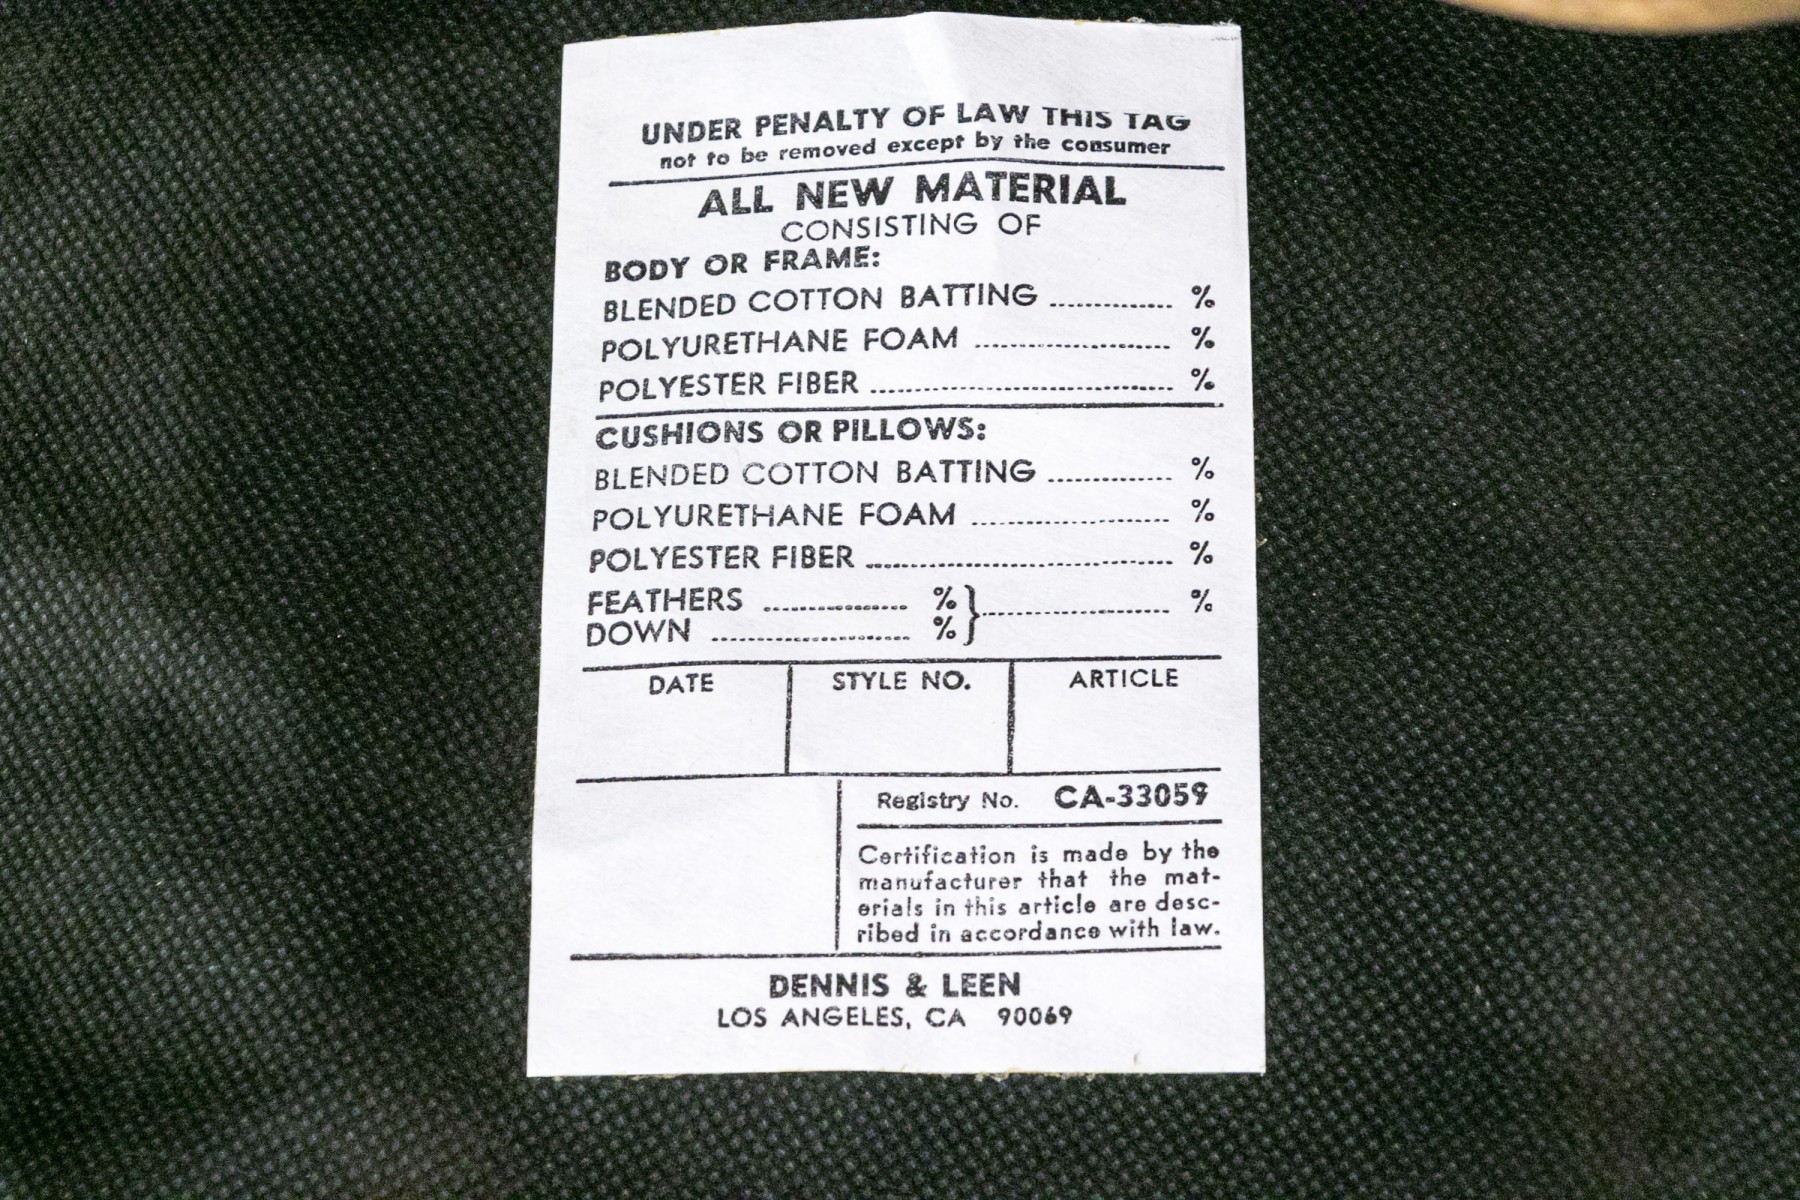 UNDER PENALTY OF LAW THIS TAG
not to be removed except by the consumer
ALL NEW MATERIAL
CONSISTING OF
BODY OR FRAME:
BLENDED COTTON BATTING .............. %
POLYURETHANE FOAM ...................... %
POLYESTER FIBER .................................. %
CUSHIONS OR PILLOWS:
BLENDED COTTON BATTING .............. %
POLYURETHANE FOAM ...................... %
POLYESTER FIBER .................................. %
FEATHERS ................ % } ..................... %
DOWN ...................... %
DATE STYLE NO. ARTICLE
Registry No. CA-33059
Certification is made by the
manufacturer that the mat-
erials in this article are desc-
ribed in accordance with law.
DENNIS & LEEN
LOS ANGELES, CA 90069